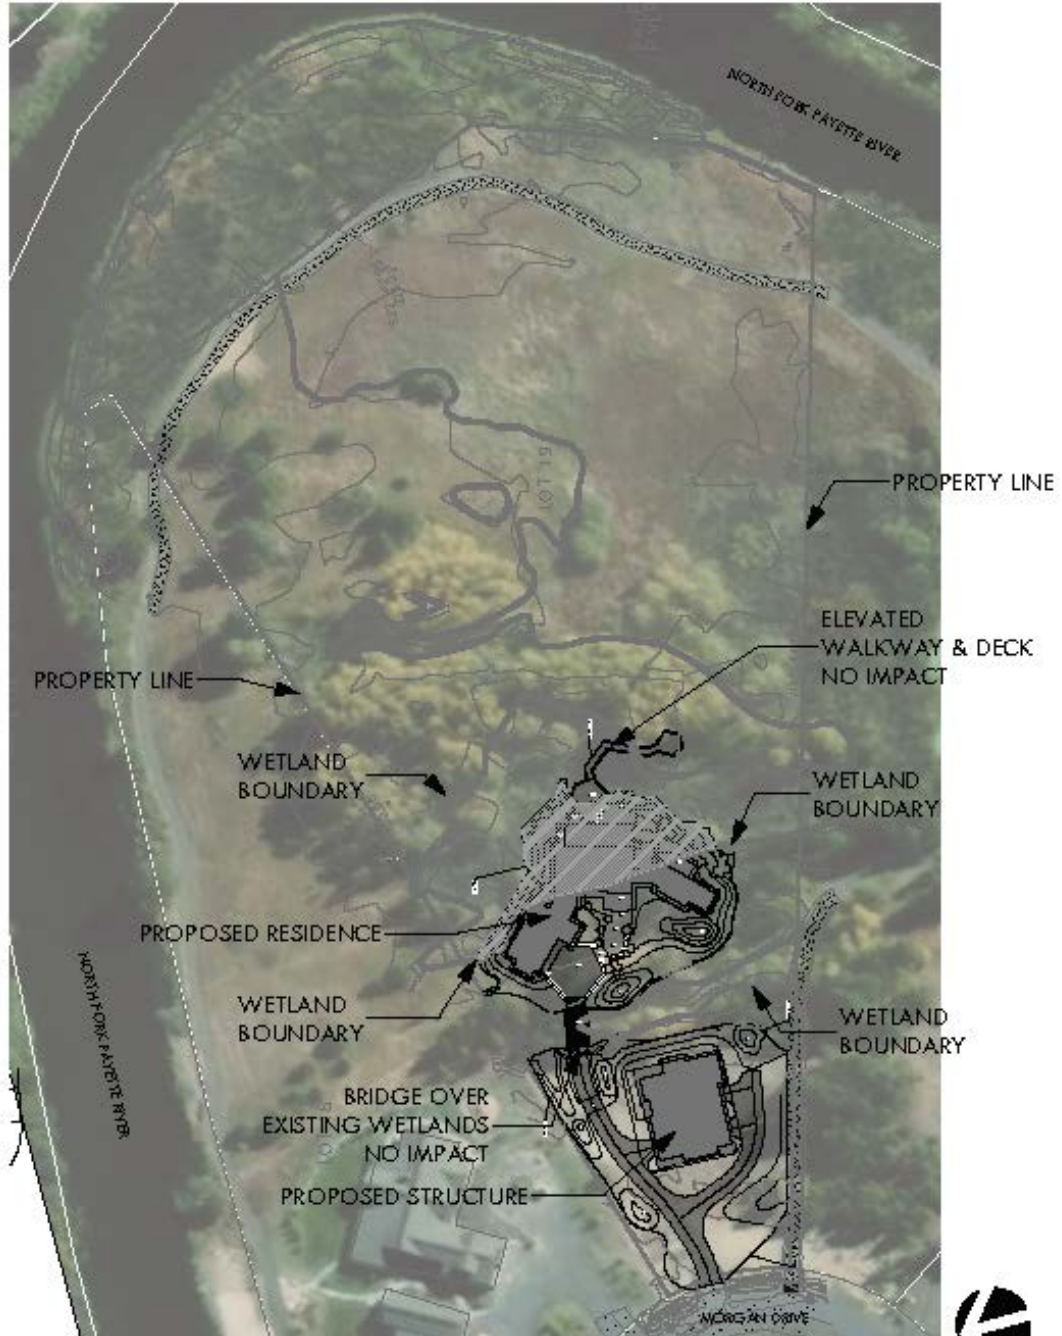 NORTH FORK PAYETTE RIVER
PROPERTY LINE
ELEVATED
WALKWAY & DECK
NO IMPACT
PROPERTY LINE
WETLAND
BOUNDARY
WETLAND
BOUNDARY
PROPOSED RESIDENCE
NORTH FORK PAYETTE RIVER
WETLAND
BOUNDARY
WETLAND
BOUNDARY
BRIDGE OVER
EXISTING WETLANDS
NO IMPACT
PROPOSED STRUCTURE
MORGAN DRIVE